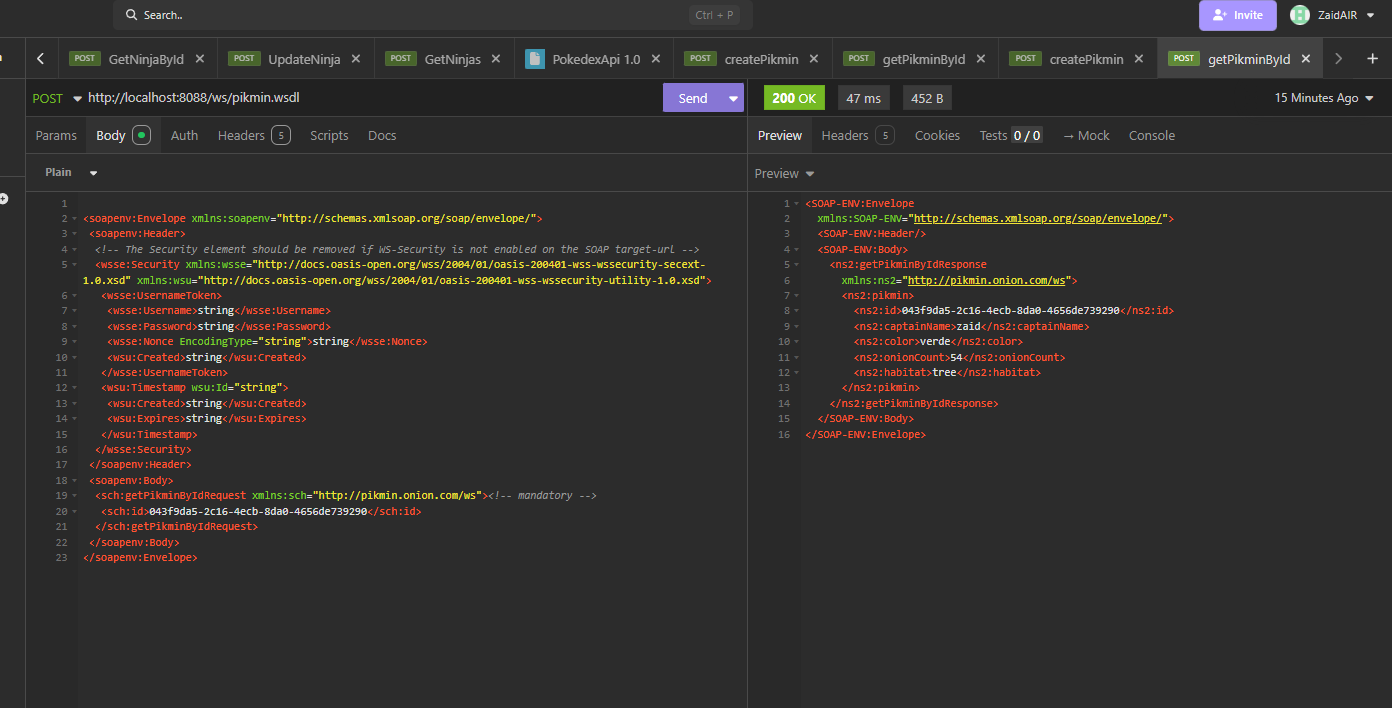 Search..
Ctrl + P
Invite
ZaidAIR
POST GetNinjaById
POST UpdateNinja
POST GetNinjas
PokedexApi 1.0
POST createPikmin
POST getPikminById
POST createPikmin
POST getPikminById
POST http://localhost:8088/ws/pikmin.wsdl
Send
200 OK
47 ms
452 B
15 Minutes Ago
Params Body Auth Headers 5 Scripts Docs
Preview Headers 5 Cookies Tests 0 / 0 → Mock Console
Plain
Preview
1
2 <soapenv:Envelope xmlns:soapenv="http://schemas.xmlsoap.org/soap/envelope/">
3 <soapenv:Header>
4 <!-- The Security element should be removed if WS-Security is not enabled on the SOAP target-url -->
5 <wsse:Security xmlns:wsse="http://docs.oasis-open.org/wss/2004/01/oasis-200401-wss-wssecurity-secext-
1.0.xsd" xmlns:wsu="http://docs.oasis-open.org/wss/2004/01/oasis-200401-wss-wssecurity-utility-1.0.xsd">
6 <wsse:UsernameToken>
7 <wsse:Username>string</wsse:Username>
8 <wsse:Password>string</wsse:Password>
9 <wsse:Nonce EncodingType="string">string</wsse:Nonce>
10 <wsu:Created>string</wsu:Created>
11 </wsse:UsernameToken>
12 <wsu:Timestamp wsu:Id="string">
13 <wsu:Created>string</wsu:Created>
14 <wsu:Expires>string</wsu:Expires>
15 </wsu:Timestamp>
16 </wsse:Security>
17 </soapenv:Header>
18 <soapenv:Body>
19 <sch:getPikminByIdRequest xmlns:sch="http://pikmin.onion.com/ws"><!-- mandatory -->
20 <sch:id>043f9da5-2c16-4ecb-8da0-4656de739290</sch:id>
21 </sch:getPikminByIdRequest>
22 </soapenv:Body>
23 </soapenv:Envelope>
1 <SOAP-ENV:Envelope
2 xmlns:SOAP-ENV="http://schemas.xmlsoap.org/soap/envelope/">
3 <SOAP-ENV:Header/>
4 <SOAP-ENV:Body>
5 <ns2:getPikminByIdResponse
6 xmlns:ns2="http://pikmin.onion.com/ws">
7 <ns2:pikmin>
8 <ns2:id>043f9da5-2c16-4ecb-8da0-4656de739290</ns2:id>
9 <ns2:captainName>zaid</ns2:captainName>
10 <ns2:color>verde</ns2:color>
11 <ns2:onionCount>54</ns2:onionCount>
12 <ns2:habitat>tree</ns2:habitat>
13 </ns2:pikmin>
14 </ns2:getPikminByIdResponse>
15 </SOAP-ENV:Body>
16 </SOAP-ENV:Envelope>